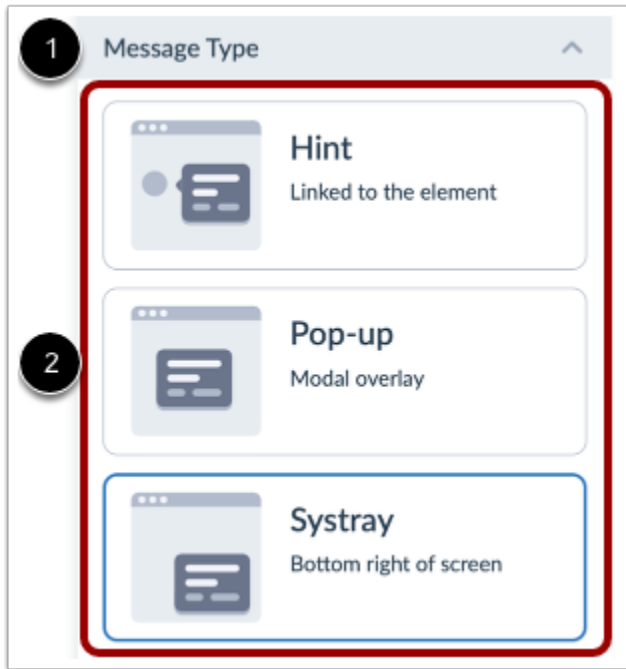 1
Message Type
Hint
Linked to the element
2
Pop-up
Modal overlay
Systray
Bottom right of screen